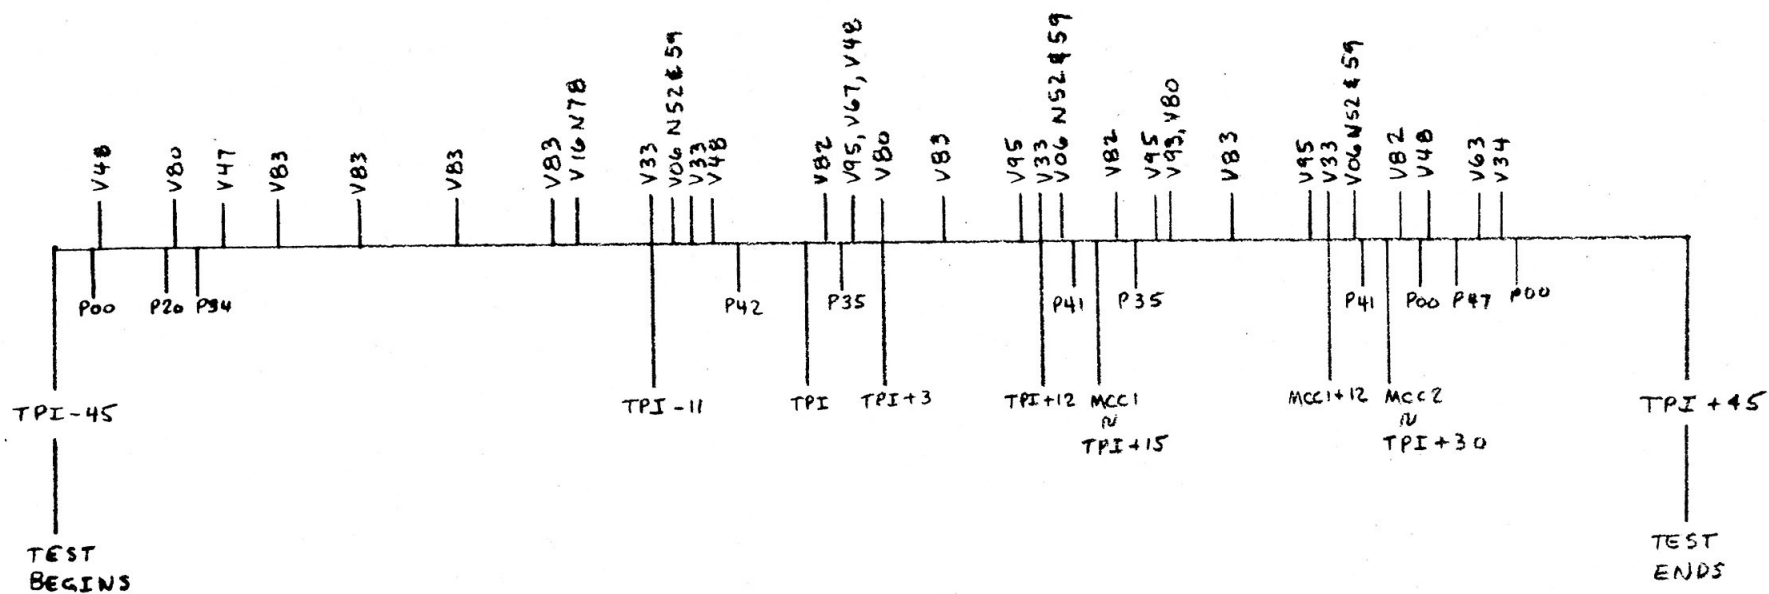 V48
V80
V47
V83
V83
V83
V83
V16 N78
V33
V06 N52 & 59
V33
V48
V82
V95, V67, V48
V80
V83
V95
V33
V06 N52 & 59
V82
V95
V93, V80
V83
V95
V33
V06 N52 & 59
V82
V48
V63
V34
P00
P20
P34
P42
P35
P41
P35
P41
P00
P47
P00
TPI-45
TPI-11
TPI
TPI+3
TPI+12
MCC1
≈
TPI+15
MCC1+12
MCC2
≈
TPI+30
TPI+45
TEST
BEGINS
TEST
ENDS